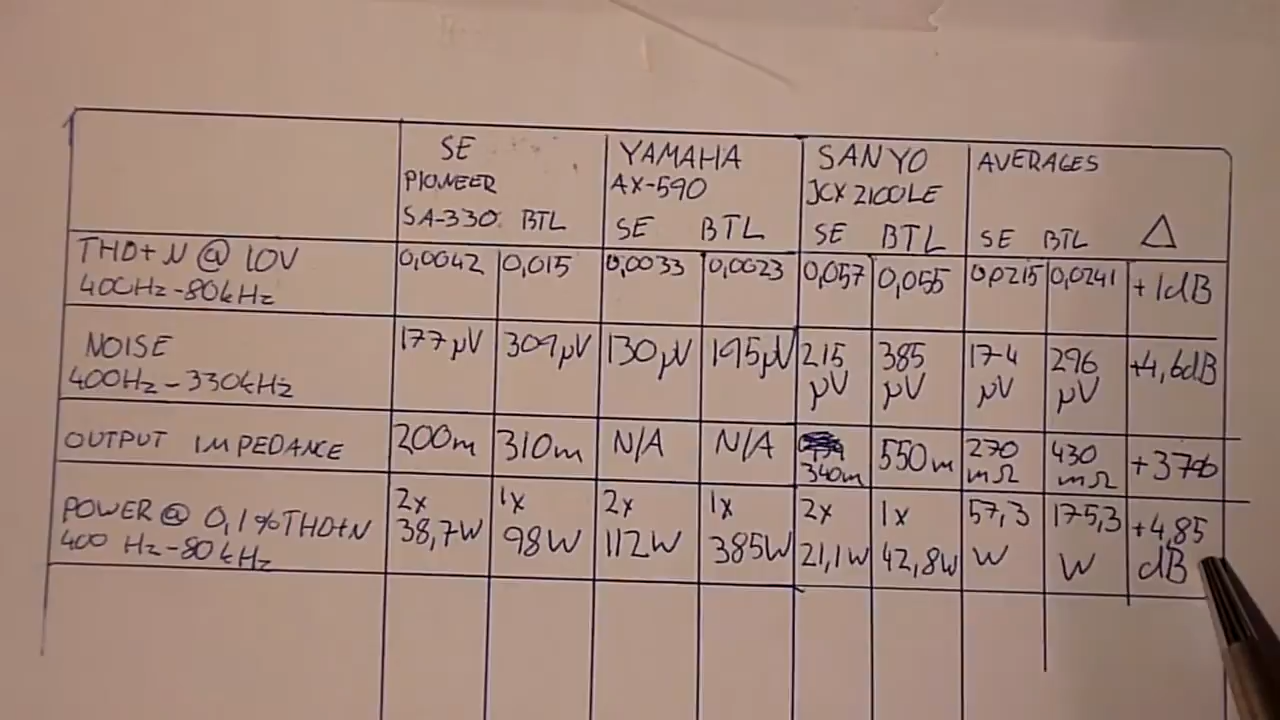 SE
PIONEER
SA-330 BTL
YAMAHA
AX-590
SE BTL
SANYO
JCX2100LE
SE BTL
AVERAGES
SE BTL Δ
THD+N @ 10V
400HZ-80kHz
0,0042 0,015 0,0033 0,0023 0,057 0,055 0,0215 0,0241 +1dB
NOISE
400Hz-330kHz
177µV 309µV 130µV 195µV 215 µV 385 µV 174 µV 296 µV +4,6dB
OUTPUT IMPEDANCE
200m 310m N/A N/A 340m 550m 270 mΩ 430 mΩ +37%
POWER @ 0,1%THD+N
400 Hz-80kHz
2x 38,7W 1x 98W 2x 112W 1x 385W 2x 21,1W 1x 42,8W 57,3 W 175,3 W +4,85 dB